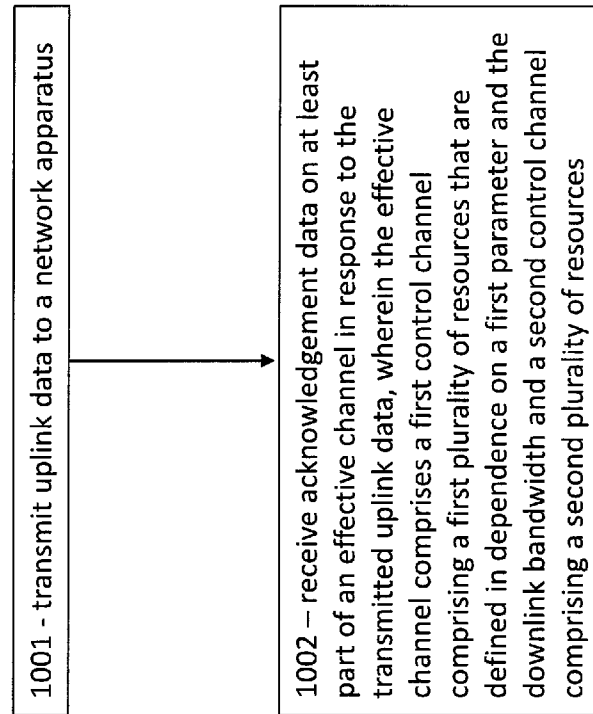 1001 - transmit uplink data to a network apparatus
1002 – receive acknowledgement data on at least
part of an effective channel in response to the
transmitted uplink data, wherein the effective
channel comprises a first control channel
comprising a first plurality of resources that are
defined in dependence on a first parameter and the
downlink bandwidth and a second control channel
comprising a second plurality of resources